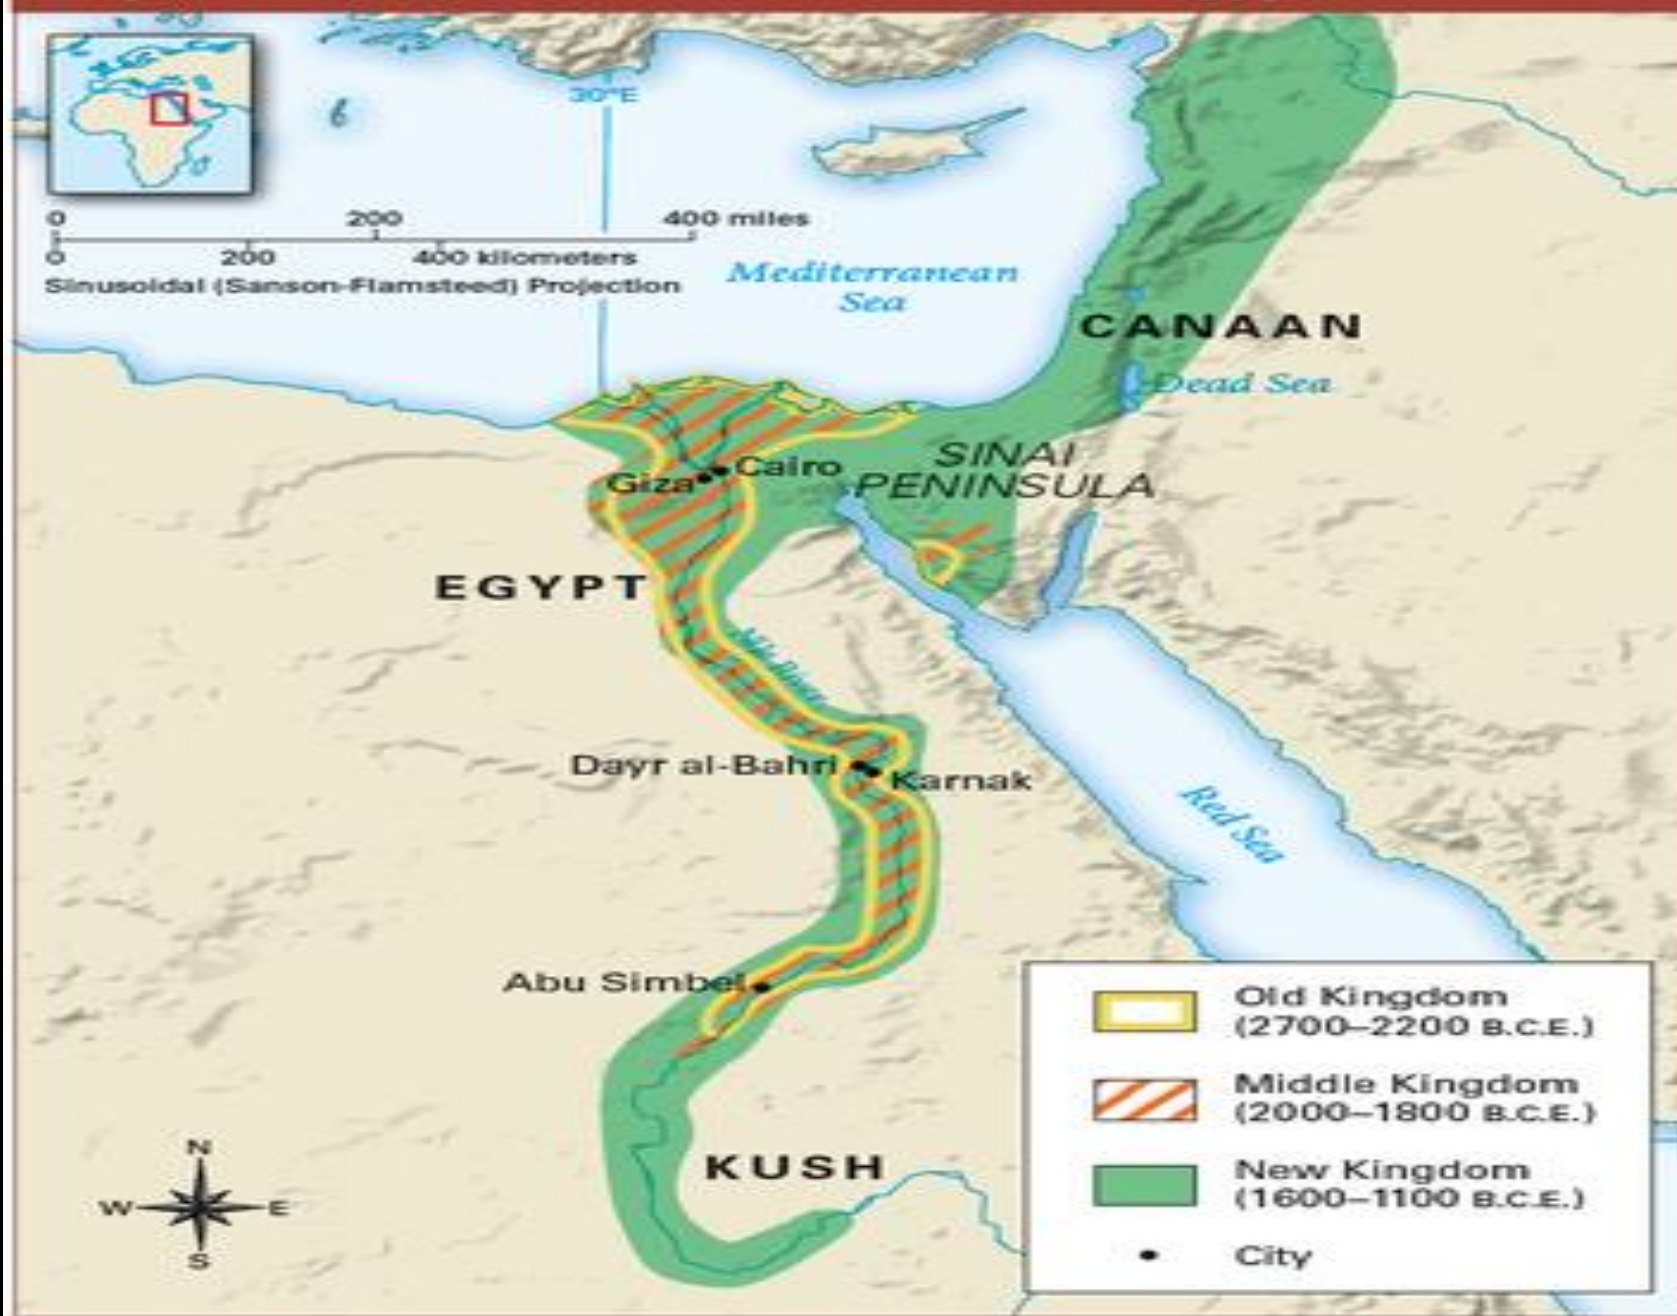 30°E
0 200 400 miles
0 200 400 kilometers
Sinusoidal (Sanson-Flamsteed) Projection
Mediterranean
Sea
CANAAN
Dead Sea
SINAI
PENINSULA
Cairo
Giza
EGYPT
Nile River
Dayr al-Bahri
Karnak
Red Sea
Abu Simbel
KUSH
N
W E
S
Old Kingdom
(2700–2200 B.C.E.)
Middle Kingdom
(2000–1800 B.C.E.)
New Kingdom
(1600–1100 B.C.E.)
City